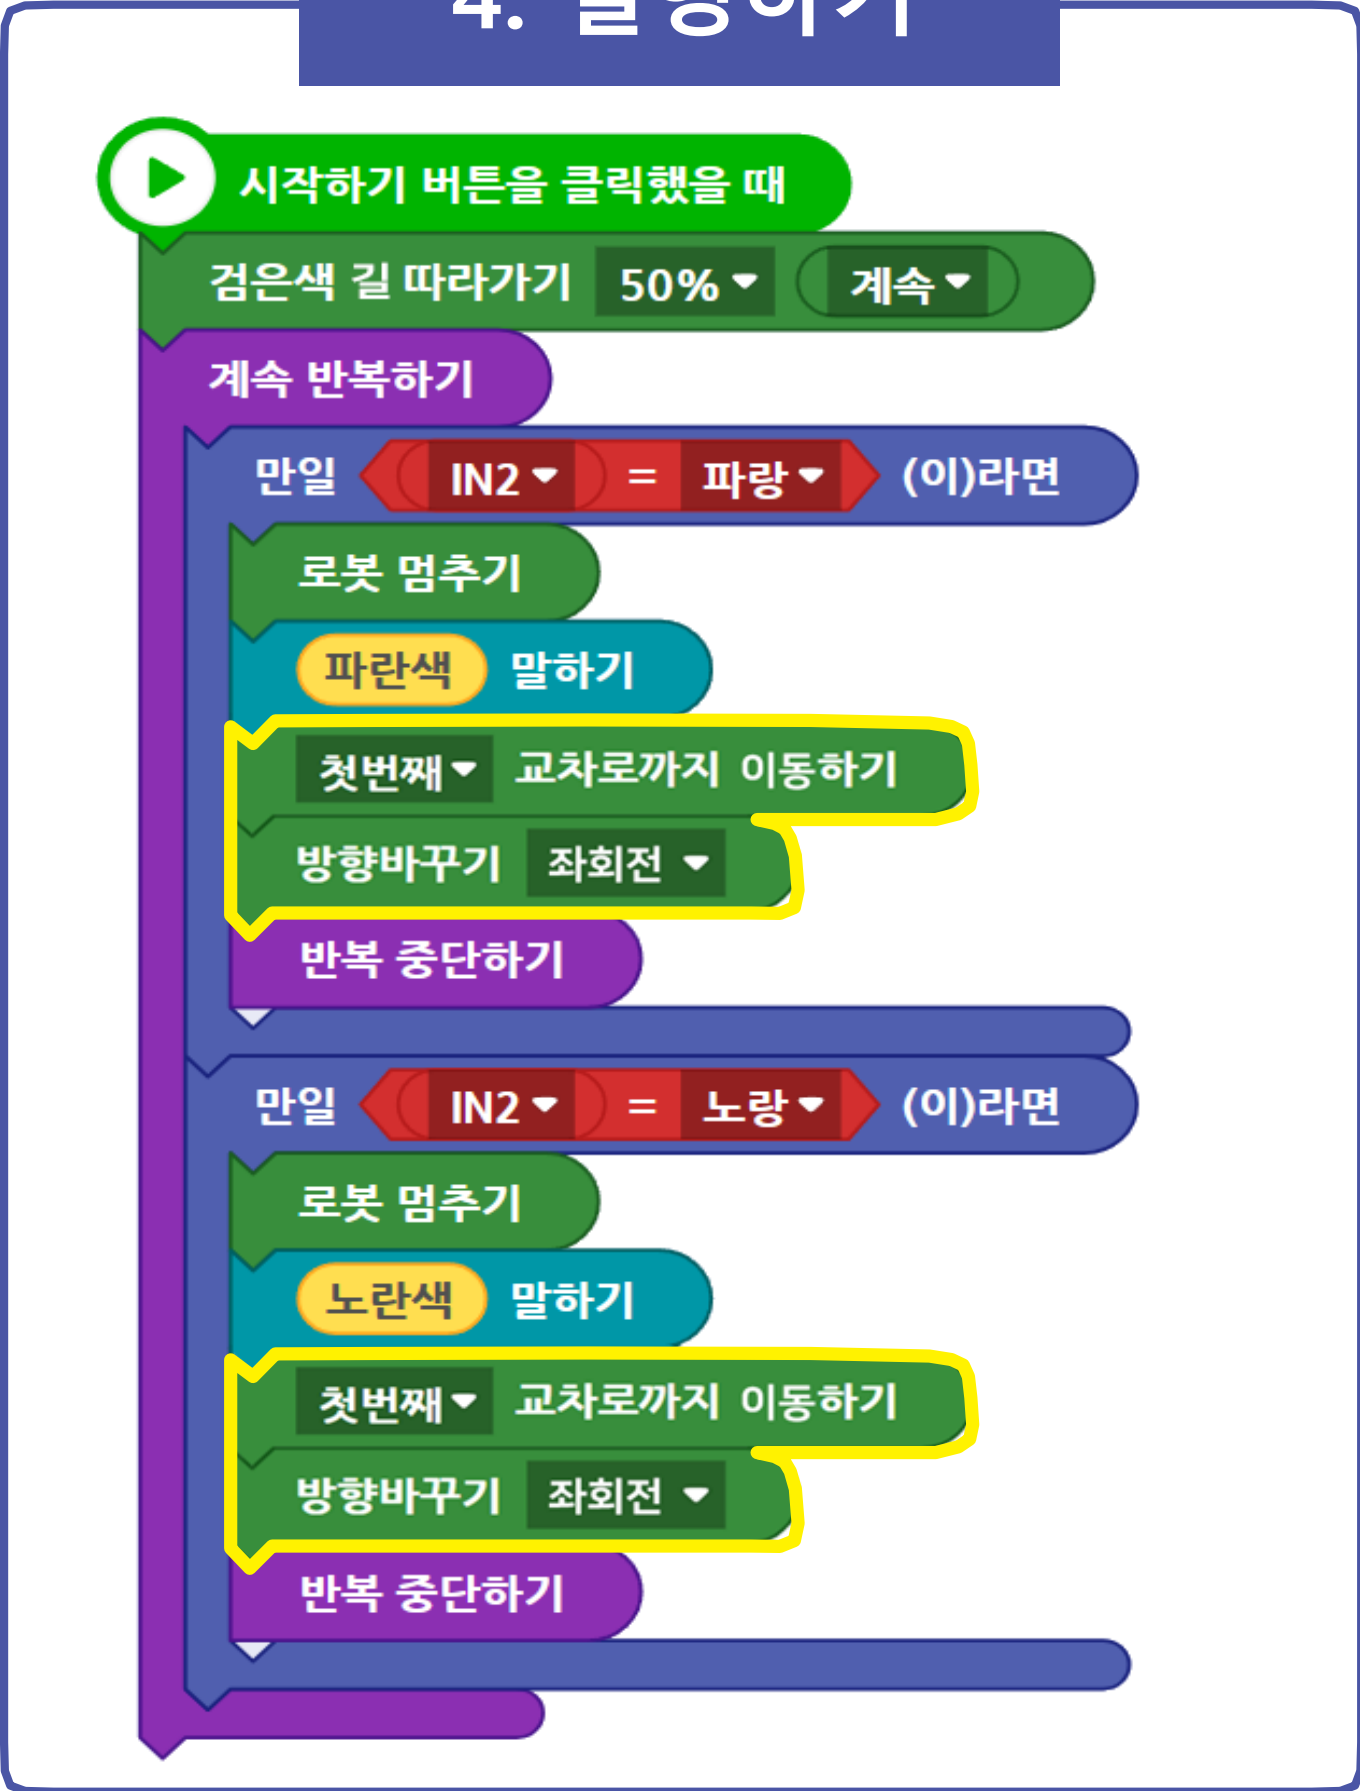 4.
시작하기 버튼을 클릭했을 때
검은색 길 따라가기 50% 계속
계속 반복하기
만일 IN2 = 파랑 (이)라면
로봇 멈추기
파란색 말하기
첫번째 교차로까지 이동하기
방향바꾸기 좌회전
반복 중단하기
만일 IN2 = 노랑 (이)라면
로봇 멈추기
노란색 말하기
첫번째 교차로까지 이동하기
방향바꾸기 좌회전
반복 중단하기